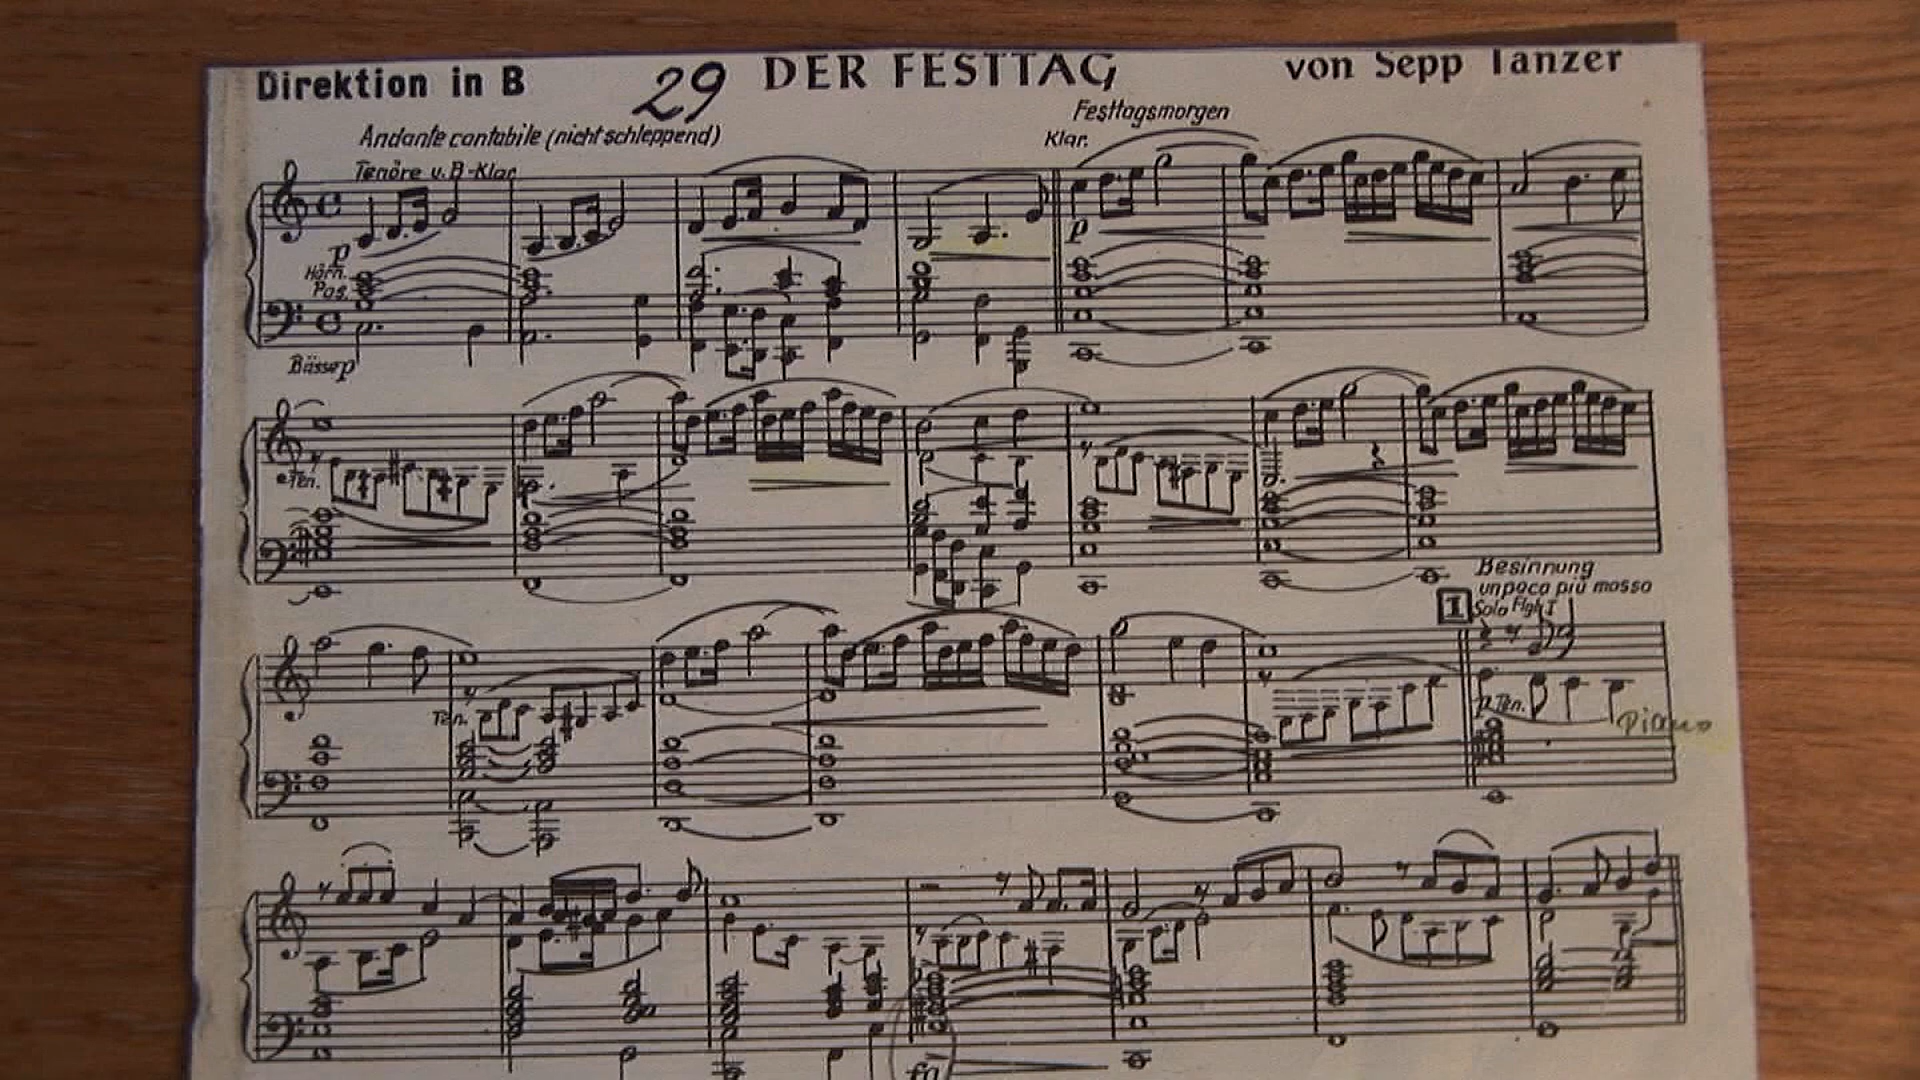 Direktion in B
29
DER FESTTAG
von Sepp Tanzer
Andante cantabile (nicht schleppend)
Festtagsmorgen
Klar.
Tenöre u. B-Klar.
p
p
Hörn.
Pos.
Bässe p
Ten.
Besinnung
un poco più mosso
1
Solo Flgh I
Ten.
p Ten.
Piano